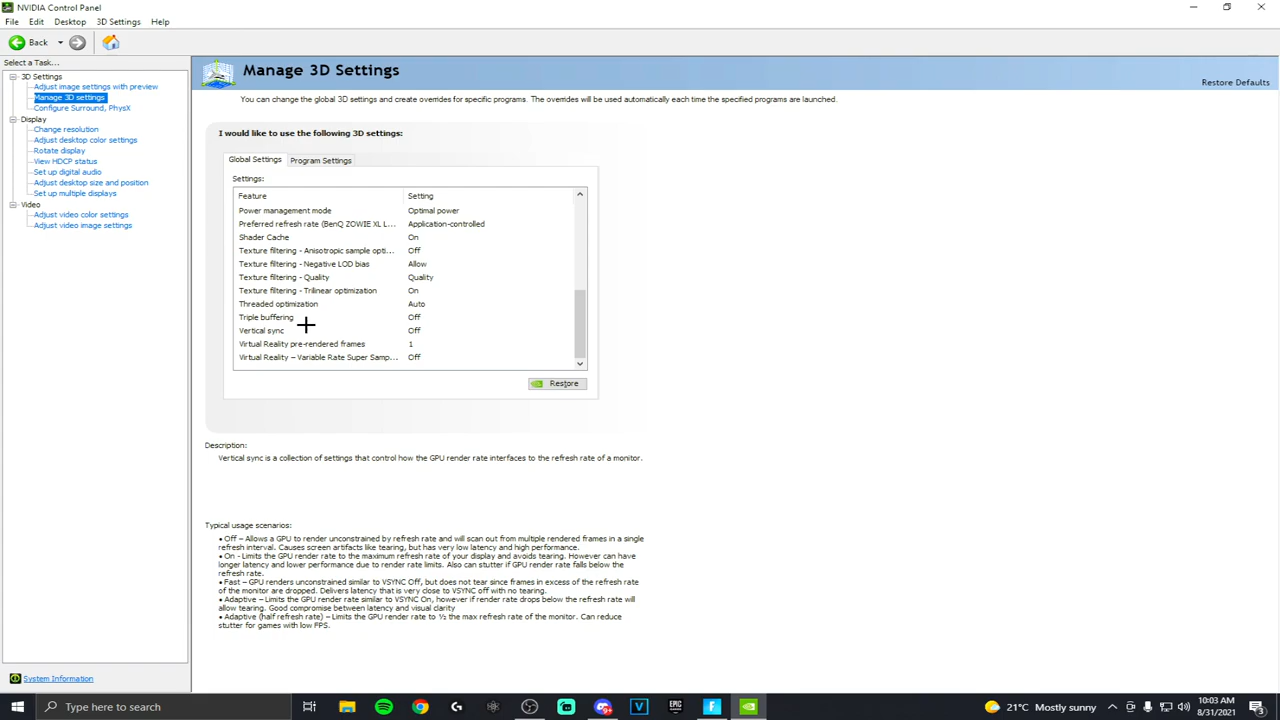 NVIDIA Control Panel
File Edit Desktop 3D Settings Help
Back
Select a Task...
3D Settings
Adjust image settings with preview
Manage 3D settings
Configure Surround, PhysX
Display
Change resolution
Adjust desktop color settings
Rotate display
View HDCP status
Set up digital audio
Adjust desktop size and position
Set up multiple displays
Video
Adjust video color settings
Adjust video image settings
System Information
Manage 3D Settings
Restore Defaults
You can change the global 3D settings and create overrides for specific programs. The overrides will be used automatically each time the specified programs are launched.
I would like to use the following 3D settings:
Global Settings Program Settings
Settings:
Feature Setting
Power management mode Optimal power
Preferred refresh rate (BenQ ZOWIE XL L... Application-controlled
Shader Cache On
Texture filtering - Anisotropic sample opti... Off
Texture filtering - Negative LOD bias Allow
Texture filtering - Quality Quality
Texture filtering - Trilinear optimization On
Threaded optimization Auto
Triple buffering Off
Vertical sync Off
Virtual Reality pre-rendered frames 1
Virtual Reality – Variable Rate Super Samp... Off
Restore
Description:
Vertical sync is a collection of settings that control how the GPU render rate interfaces to the refresh rate of a monitor.
Typical usage scenarios:
• Off – Allows a GPU to render unconstrained by refresh rate and will scan out from multiple rendered frames in a single
refresh interval. Causes screen artifacts like tearing, but has very low latency and high performance.
• On - Limits the GPU render rate to the maximum refresh rate of your display and avoids tearing. However can have
longer latency and lower performance due to render rate limits. Also can stutter if GPU render rate falls below the
refresh rate.
• Fast – GPU renders unconstrained similar to VSYNC Off, but does not tear since frames in excess of the refresh rate
of the monitor are dropped. Delivers latency that is very close to VSYNC off with no tearing.
• Adaptive – Limits the GPU render rate similar to VSYNC On, however if render rate drops below the refresh rate will
allow tearing. Good compromise between latency and visual clarity
• Adaptive (half refresh rate) – Limits the GPU render rate to ½ the max refresh rate of the monitor. Can reduce
stutter for games with low FPS.
Type here to search
V
EPIC
F
21°C Mostly sunny
10:03 AM
8/31/2021
3